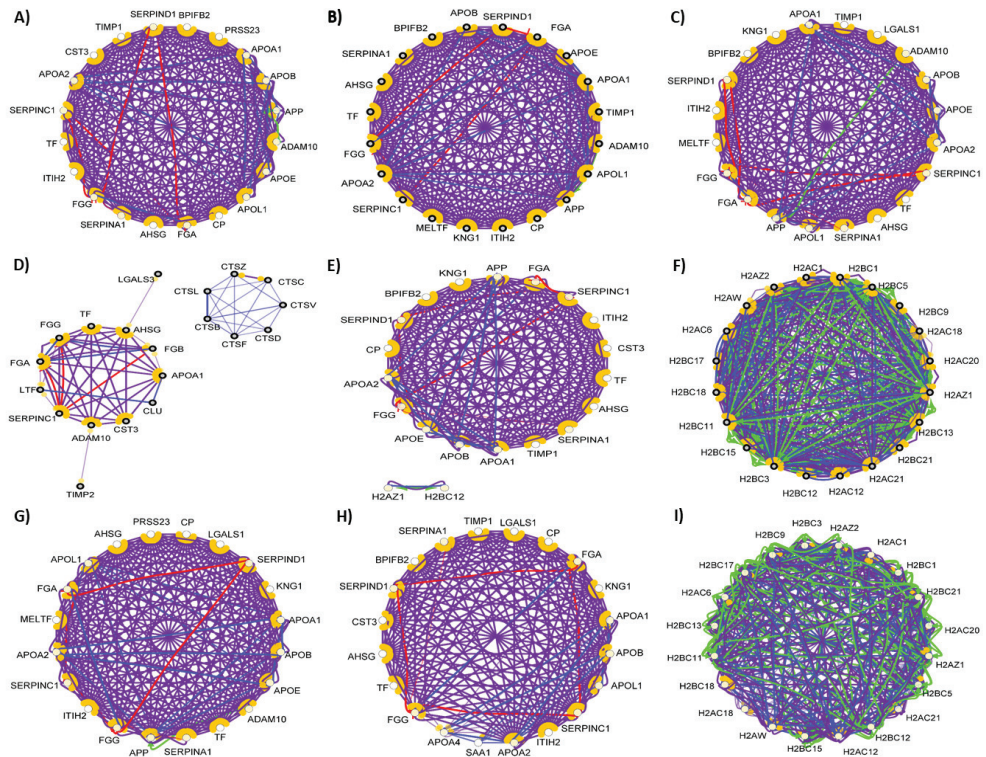 A)
SERPIND1
BPIFB2
PRSS23
APOA1
APOB
APP
ADAM10
APOE
APOL1
CP
FGA
AHSG
SERPINA1
FGG
ITIH2
TF
SERPINC1
APOA2
CST3
TIMP1
B)
APOB
SERPIND1
FGA
APOE
APOA1
TIMP1
ADAM10
APOL1
APP
CP
ITIH2
KNG1
MELTF
SERPINC1
APOA2
FGG
TF
AHSG
SERPINA1
BPIFB2
C)
APOA1
TIMP1
LGALS1
ADAM10
APOB
APOE
APOA2
SERPINC1
TF
AHSG
SERPINA1
APOL1
APP
FGA
FGG
MELTF
ITIH2
SERPIND1
BPIFB2
KNG1
D)
LGALS3
TF
AHSG
FGB
APOA1
CLU
CST3
ADAM10
SERPINC1
LTF
FGA
FGG
TIMP2
CTSZ
CTSC
CTSV
CTSD
CTSF
CTSB
CTSL
E)
APP
FGA
SERPINC1
ITIH2
CST3
TF
AHSG
SERPINA1
TIMP1
APOA1
APOB
APOE
FGG
APOA2
CP
SERPIND1
BPIFB2
KNG1
H2AZ1
H2BC12
F)
H2AC1
H2BC1
H2BC5
H2BC9
H2AC18
H2AC20
H2AZ1
H2BC13
H2BC21
H2AC21
H2AC12
H2BC12
H2BC3
H2BC15
H2BC11
H2BC18
H2BC17
H2AC6
H2AW
H2AZ2
G)
PRSS23
CP
LGALS1
SERPIND1
KNG1
APOA1
APOB
APOE
ADAM10
TF
SERPINA1
APP
FGG
ITIH2
SERPINC1
APOA2
MELTF
FGA
APOL1
AHSG
H)
TIMP1
LGALS1
CP
FGA
KNG1
APOA1
APOB
APOL1
SERPINC1
ITIH2
APOA2
SAA1
APOA4
FGG
TF
AHSG
CST3
SERPIND1
BPIFB2
SERPINA1
I)
H2BC3
H2AZ2
H2AC1
H2BC1
H2BC21
H2AC20
H2AZ1
H2BC5
H2AC21
H2BC12
H2AC12
H2BC15
H2AW
H2AC18
H2BC18
H2BC11
H2BC13
H2AC6
H2BC17
H2BC9